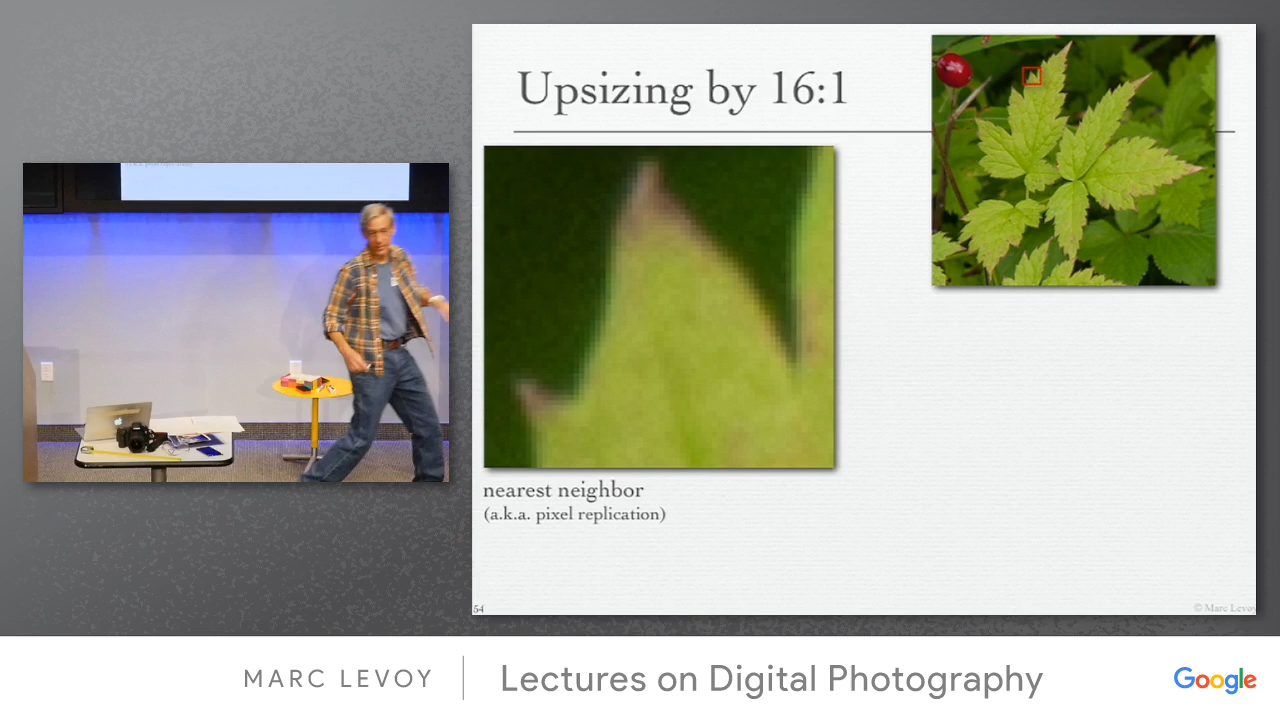 Upsizing by 16:1
nearest neighbor
(a.k.a. pixel replication)
54
© Marc Levoy
MARC LEVOY
Lectures on Digital Photography
Google